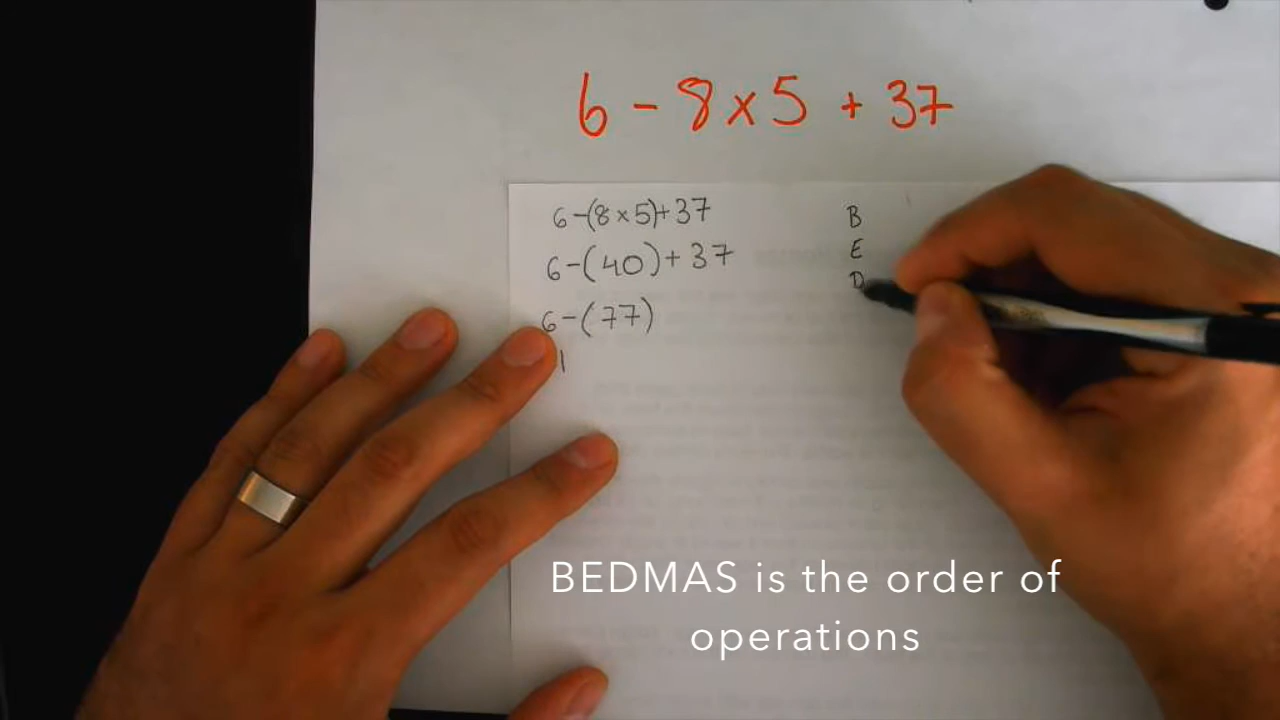 6 - 8 x 5 + 37
6-(8x5)+37
6-(40)+37
6-(77)
B
E
D
BEDMAS is the order of
operations